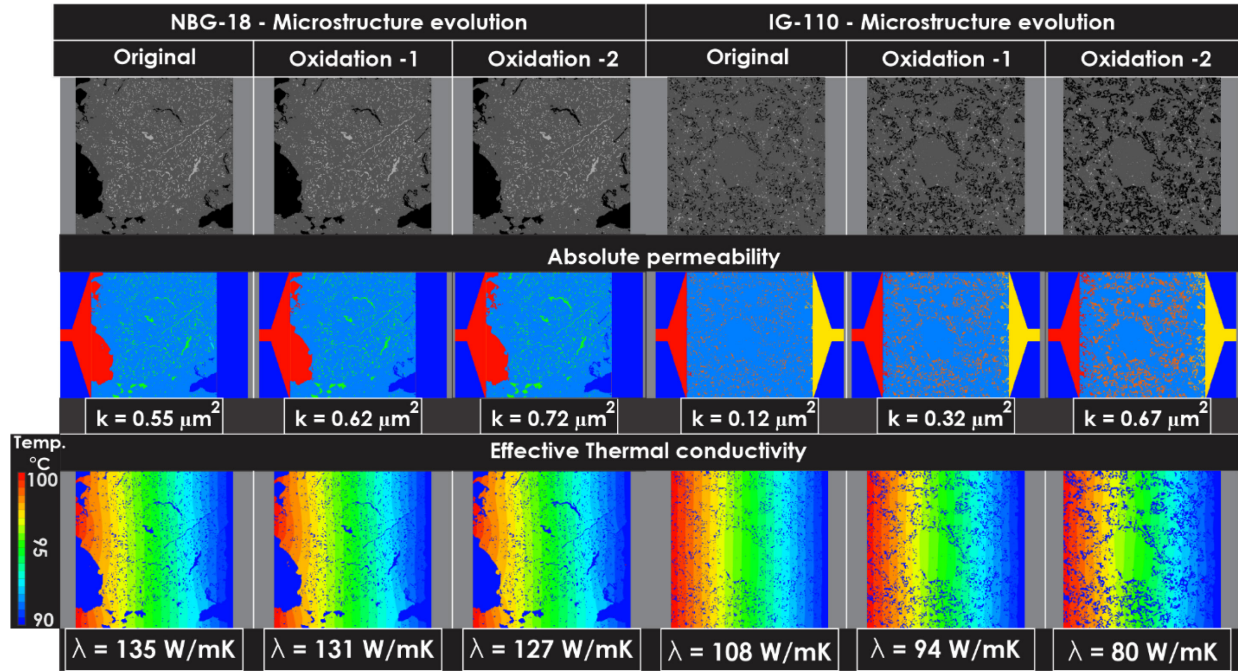 NBG-18 - Microstructure evolution IG-110 - Microstructure evolution
Original Oxidation -1 Oxidation -2 Original Oxidation -1 Oxidation -2
Absolute permeability
k = 0.55 μm² k = 0.62 μm² k = 0.72 μm² k = 0.12 μm² k = 0.32 μm² k = 0.67 μm²
Effective Thermal conductivity
Temp.
°C
100
95
90
λ = 135 W/mK λ = 131 W/mK λ = 127 W/mK λ = 108 W/mK λ = 94 W/mK λ = 80 W/mK